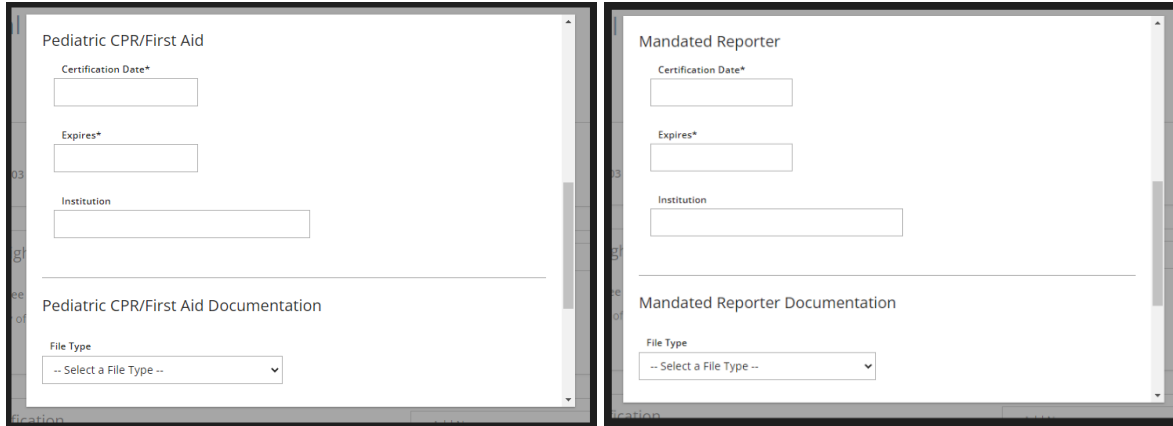 Pediatric CPR/First Aid
Certification Date*
Expires*
Institution
Pediatric CPR/First Aid Documentation
File Type
-- Select a File Type --
Mandated Reporter
Certification Date*
Expires*
Institution
Mandated Reporter Documentation
File Type
-- Select a File Type --